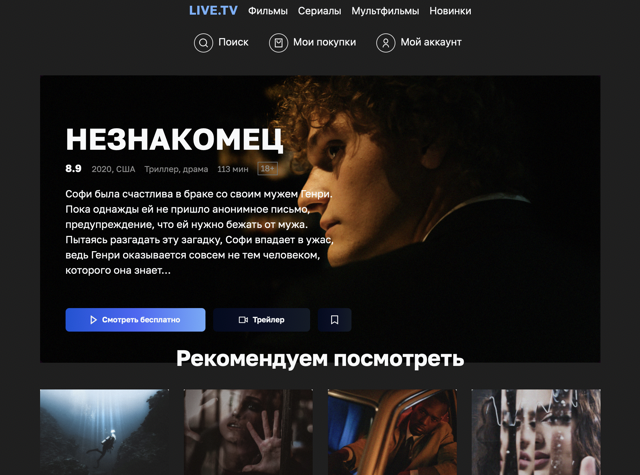 LIVE.TV Фильмы Сериалы Мультфильмы Новинки
Поиск Мои покупки Мой аккаунт
НЕЗНАКОМЕЦ
8.9 2020, США Триллер, драма 113 мин 18+
Софи была счастлива в браке со своим мужем Генри.
Пока однажды ей не пришло анонимное письмо,
предупреждение, что ей нужно бежать от мужа.
Пытаясь разгадать эту загадку, Софи впадает в ужас,
ведь Генри оказывается совсем не тем человеком,
которого она знает...
Смотреть бесплатно Трейлер
Рекомендуем посмотреть